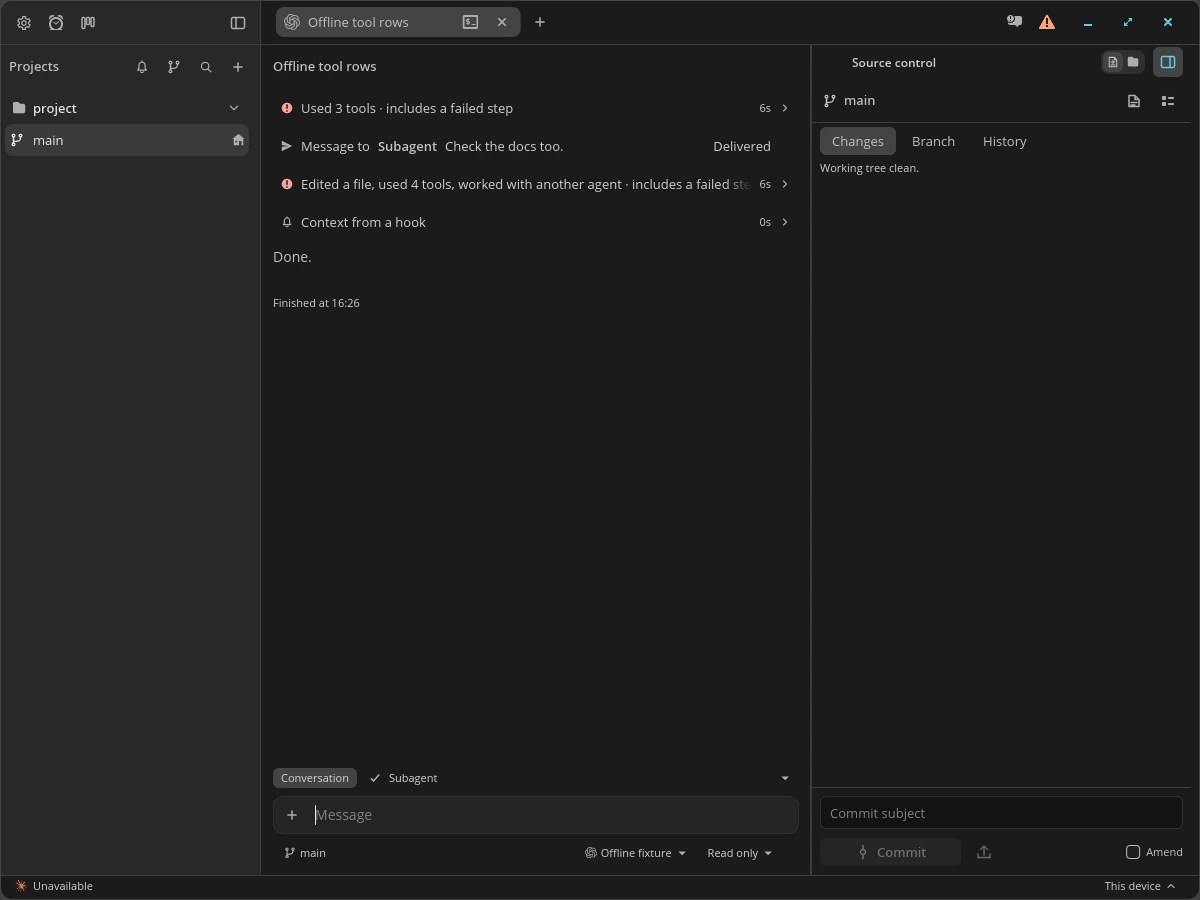 Offline tool rows
Projects
project
main
Offline tool rows
Used 3 tools · includes a failed step 6s
Message to Subagent Check the docs too. Delivered
Edited a file, used 4 tools, worked with another agent · includes a failed ste 6s
Context from a hook 0s
Done.
Finished at 16:26
Conversation Subagent
Message
main Offline fixture Read only
Source control
main
Changes Branch History
Working tree clean.
Commit subject
Commit Amend
Unavailable This device